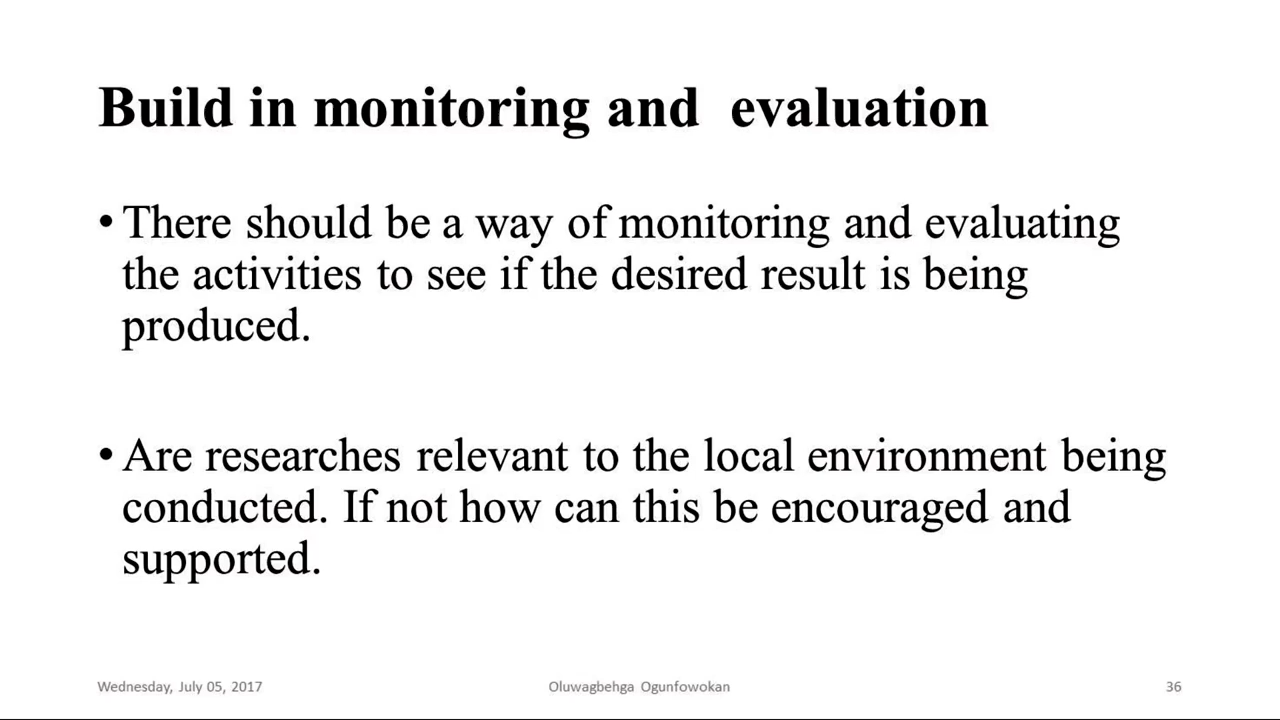 Build in monitoring and  evaluation
• There should be a way of monitoring and evaluating
the activities to see if the desired result is being
produced.
• Are researches relevant to the local environment being
conducted. If not how can this be encouraged and
supported.
Wednesday, July 05, 2017
Oluwagbehga Ogunfowokan
36